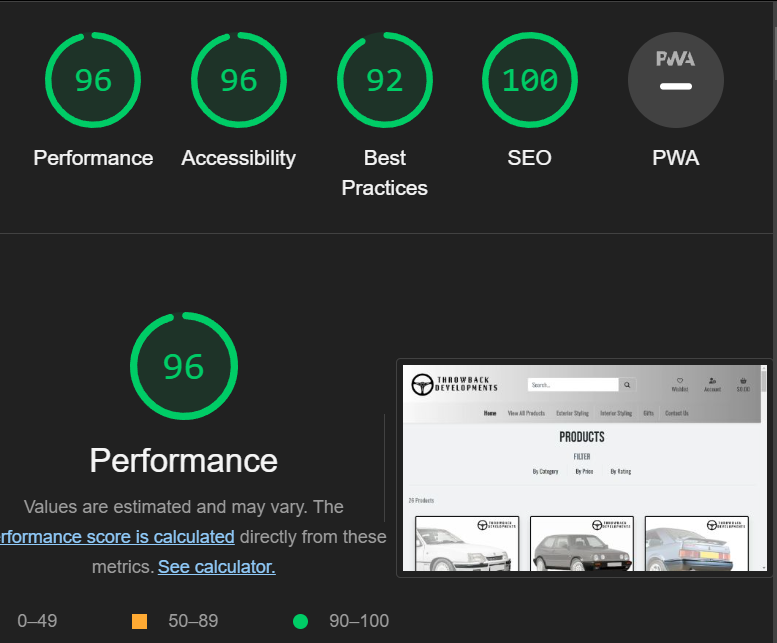 96
96
92
100
PWA
Performance
Accessibility
Best
Practices
SEO
PWA
96
Performance
Values are estimated and may vary. The
rformance score is calculated directly from these
metrics. See calculator.
0–49
50–89
90–100
THROWBACK
DEVELOPMENTS
Search...
Wishlist
Account
Home View All Products Exterior Styling Interior Styling Gifts Contact Us
PRODUCTS
FILTER
By Category By Price By Rating
26 Products
THROWBACK
DEVELOPMENTS
THROWBACK
DEVELOPMENTS
THROWBACK
DEVELOPMENTS